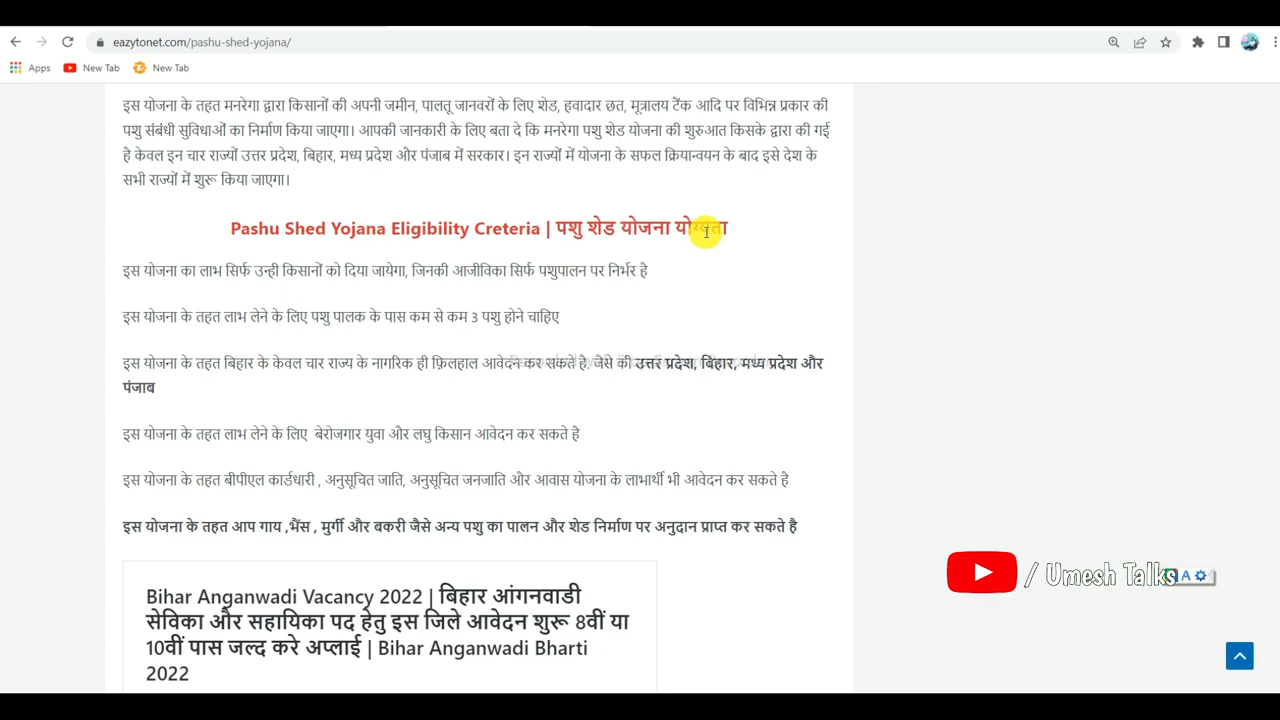 eazytonet.com/pashu-shed-yojana/
Apps New Tab New Tab
इस योजना के तहत मनरेगा द्वारा किसानों की अपनी जमीन, पालतू जानवरों के लिए शेड, हवादार छत, मूत्रालय टैंक आदि पर विभिन्न प्रकार की
पशु संबंधी सुविधाओं का निर्माण किया जाएगा। आपकी जानकारी के लिए बता दे कि मनरेगा पशु शेड योजना की शुरुआत किसके द्वारा की गई
है केवल इन चार राज्यों उत्तर प्रदेश, बिहार, मध्य प्रदेश और पंजाब में सरकार। इन राज्यों में योजना के सफल क्रियान्वयन के बाद इसे देश के
सभी राज्यों में शुरू किया जाएगा।
Pashu Shed Yojana Eligibility Creteria | पशु शेड योजना योग्यता
इस योजना का लाभ सिर्फ उन्ही किसानों को दिया जायेगा, जिनकी आजीविका सिर्फ पशुपालन पर निर्भर है
इस योजना के तहत लाभ लेने के लिए पशु पालक के पास कम से कम 3 पशु होने चाहिए
इस योजना के तहत बिहार के केवल चार राज्य के नागरिक ही फ़िलहाल आवेदन कर सकते है. जैसे की उत्तर प्रदेश, बिहार, मध्य प्रदेश और
पंजाब
इस योजना के तहत लाभ लेने के लिए बेरोजगार युवा और लघु किसान आवेदन कर सकते है
इस योजना के तहत बीपीएल कार्डधारी , अनुसूचित जाति, अनुसूचित जनजाति और आवास योजना के लाभार्थी भी आवेदन कर सकते है
इस योजना के तहत आप गाय ,भैंस , मुर्गी और बकरी जैसे अन्य पशु का पालन और शेड निर्माण पर अनुदान प्राप्त कर सकते है
/ Umesh Talks
A
Bihar Anganwadi Vacancy 2022 | बिहार आंगनवाडी
सेविका और सहायिका पद हेतु इस जिले आवेदन शुरू 8वीं या
10वीं पास जल्द करे अप्लाई | Bihar Anganwadi Bharti
2022